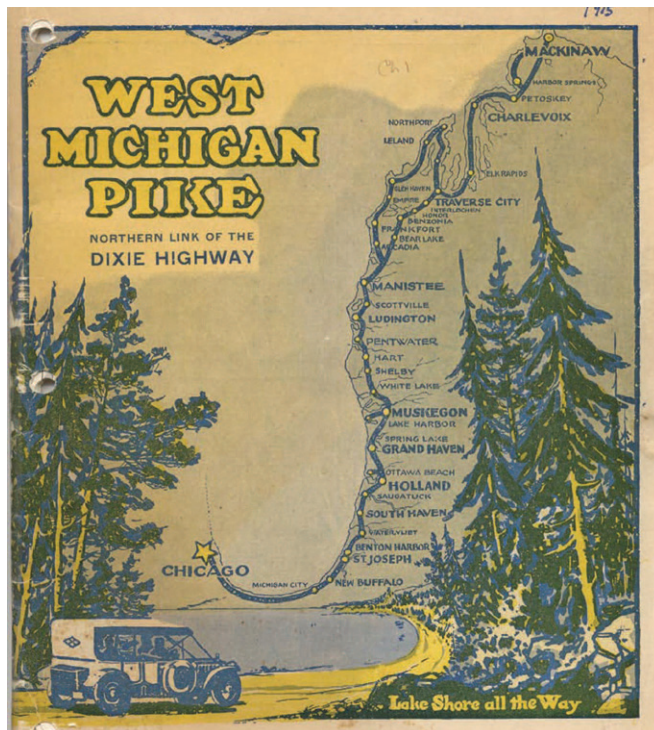 1915
WEST
MICHIGAN
PIKE
NORTHERN LINK OF THE
DIXIE HIGHWAY
MACKINAW
HARBOR SPRINGS
PETOSKEY
CHARLEVOIX
NORTHPORT
LELAND
ELK RAPIDS
GLEN HAVEN
EMPIRE
TRAVERSE CITY
INTERLOCHEN
HONOR
BENZONIA
FRANKFORT
BEAR LAKE
ARCADIA
MANISTEE
SCOTTVILLE
LUDINGTON
PENTWATER
HART
SHELBY
WHITE LAKE
MUSKEGON
LAKE HARBOR
SPRING LAKE
GRAND HAVEN
OTTAWA BEACH
HOLLAND
SAUGATUCK
SOUTH HAVEN
WATERVLIET
BENTON HARBOR
ST JOSEPH
CHICAGO
MICHIGAN CITY
NEW BUFFALO
Lake Shore all the Way